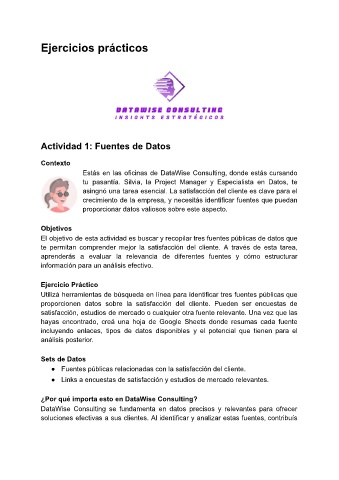 Ejercicios prácticos
DATAWISE CONSULTING
INSIGHTS ESTRATÉGICOS
Actividad 1: Fuentes de Datos
Contexto
Estás en las oficinas de DataWise Consulting, donde estás cursando
tu pasantía. Silvia, la Project Manager y Especialista en Datos, te
asingnó una tarea esencial. La satisfacción del cliente es clave para el
crecimiento de la empresa, y necesitás identificar fuentes que puedan
proporcionar datos valiosos sobre este aspecto.
Objetivos
El objetivo de esta actividad es buscar y recopilar tres fuentes públicas de datos que
te permitan comprender mejor la satisfacción del cliente. A través de esta tarea,
aprenderás a evaluar la relevancia de diferentes fuentes y cómo estructurar
información para un análisis efectivo.
Ejercicio Práctico
Utilizá herramientas de búsqueda en línea para identificar tres fuentes públicas que
proporcionen datos sobre la satisfacción del cliente. Pueden ser encuestas de
satisfacción, estudios de mercado o cualquier otra fuente relevante. Una vez que las
hayas encontrado, creá una hoja de Google Sheets donde resumas cada fuente
incluyendo enlaces, tipos de datos disponibles y el potencial que tienen para el
análisis posterior.
Sets de Datos
● Fuentes públicas relacionadas con la satisfacción del cliente.
● Links a encuestas de satisfacción y estudios de mercado relevantes.
¿Por qué importa esto en DataWise Consulting?
DataWise Consulting se fundamenta en datos precisos y relevantes para ofrecer
soluciones efectivas a sus clientes. Al identificar y analizar estas fuentes, contribuís